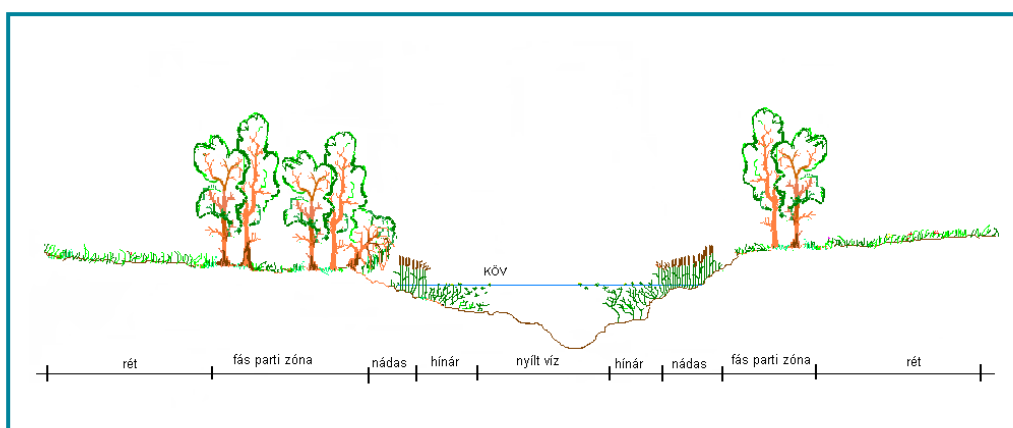 KÖV
rét fás parti zóna nádas hínár nyílt víz hínár nádas fás parti zóna rét